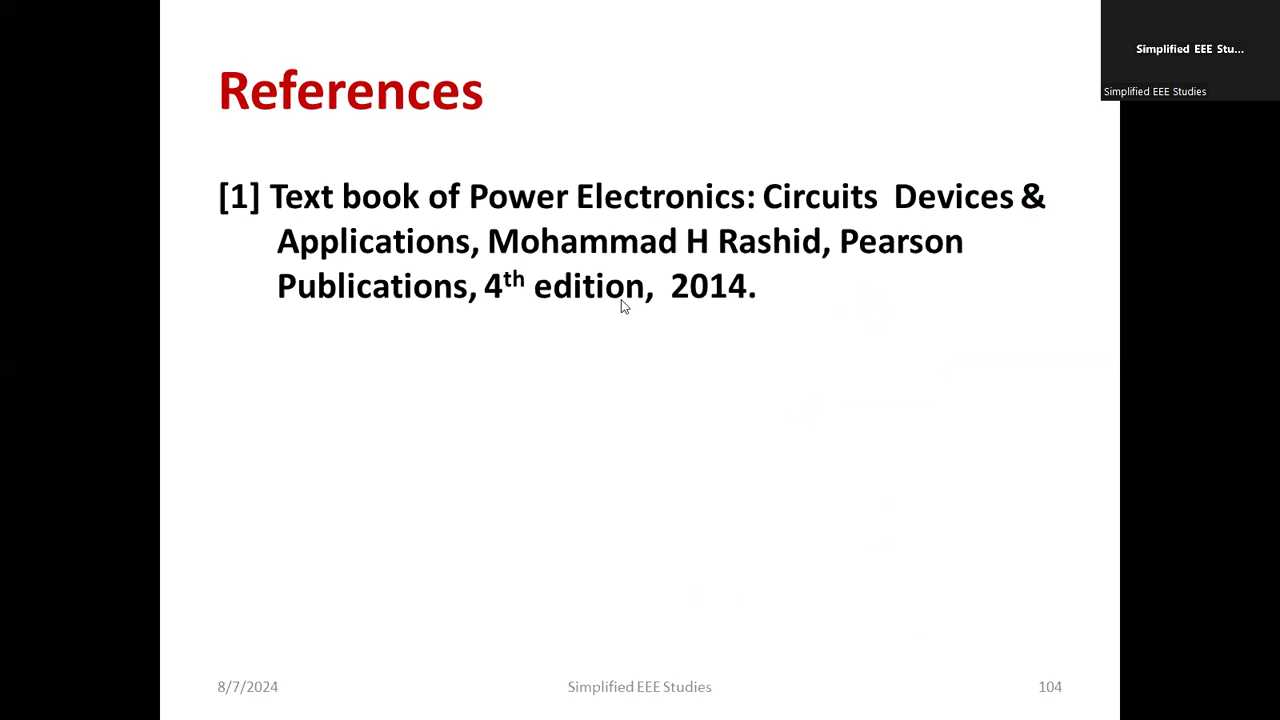 Simplified EEE Stu...
Simplified EEE Studies
References
[1] Text book of Power Electronics: Circuits Devices &
Applications, Mohammad H Rashid, Pearson
Publications, 4th edition, 2014.
8/7/2024
Simplified EEE Studies
104